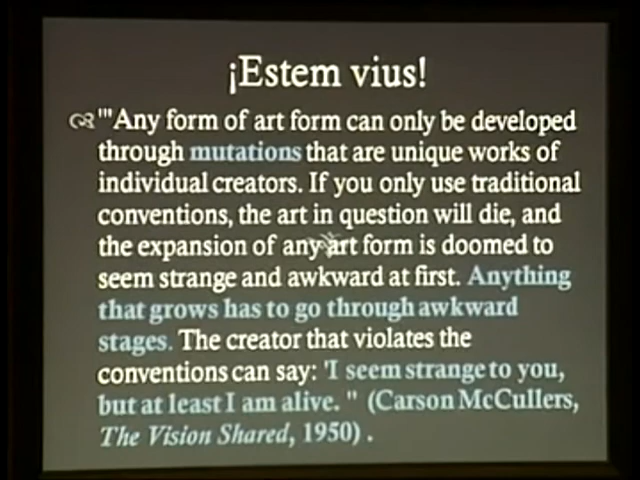 ¡Estem vius!
"'Any form of art form can only be developed
through mutations that are unique works of
individual creators. If you only use traditional
conventions, the art in question will die, and
the expansion of any art form is doomed to
seem strange and awkward at first. Anything
that grows has to go through awkward
stages. The creator that violates the
conventions can say: 'I seem strange to you,
but at least I am alive. " (Carson McCullers,
The Vision Shared, 1950) .